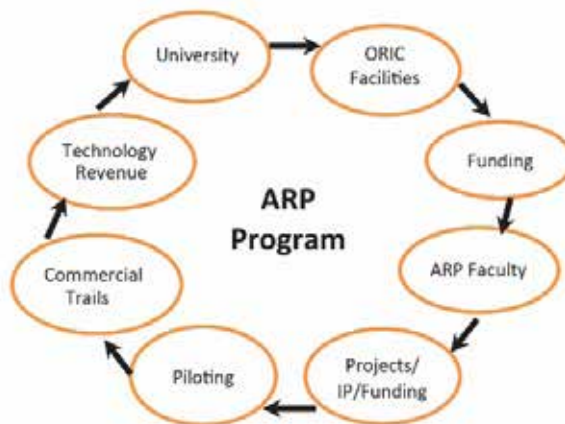 University
ORIC
Facilities
Funding
ARP Faculty
Projects/
IP/Funding
Piloting
Commercial
Trails
Technology
Revenue
ARP
Program